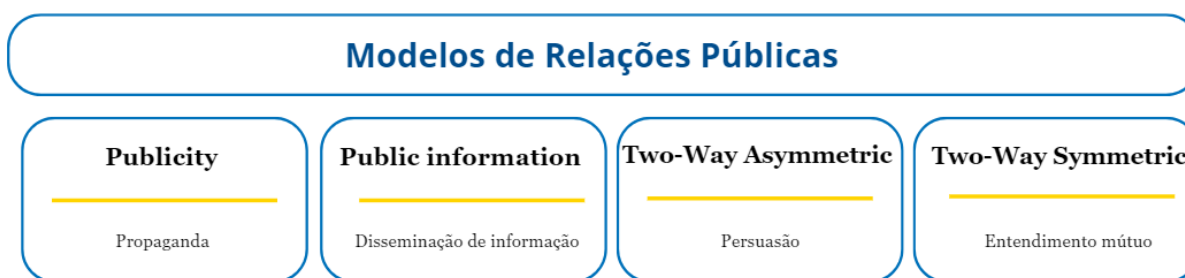 Modelos de Relações Públicas
Publicity
Public information
Two-Way Asymmetric
Two-Way Symmetric
Propaganda
Disseminação de informação
Persuasão
Entendimento mútuo